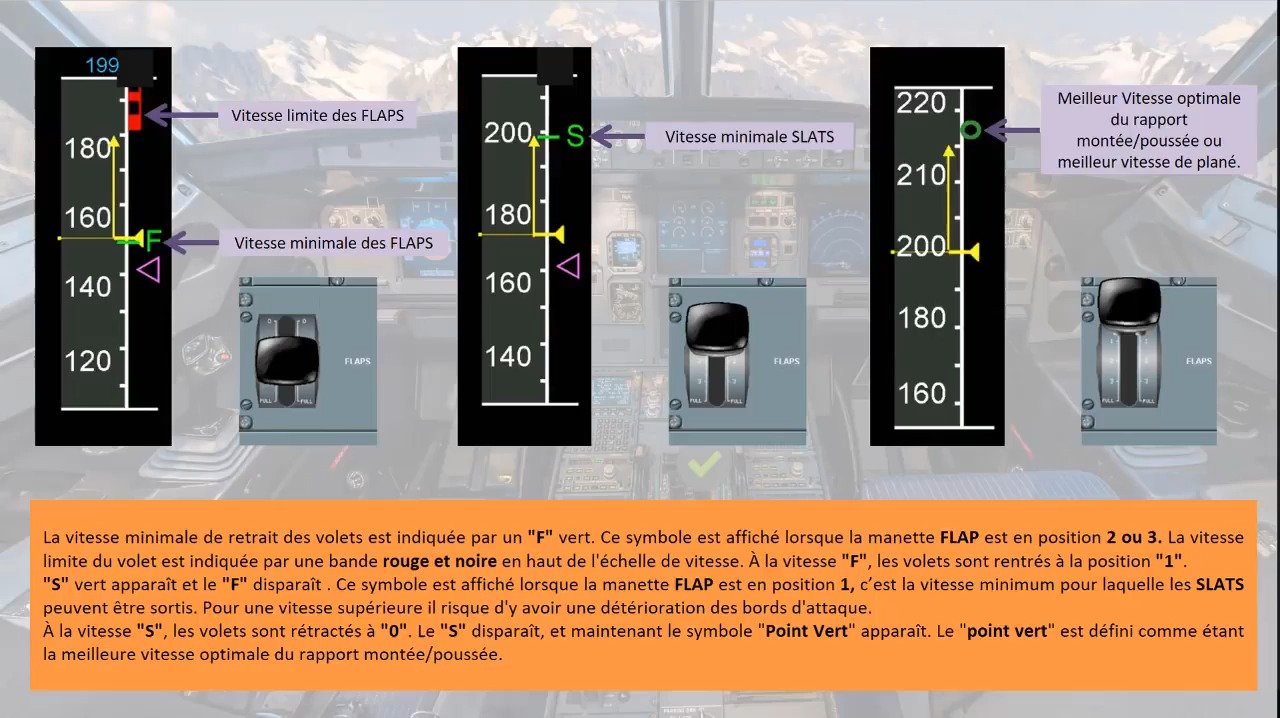 199
180
160
140
120
F
Vitesse limite des FLAPS
Vitesse minimale des FLAPS
0 0
FLAPS
FULL FULL
200
180
160
140
S
Vitesse minimale SLATS
FLAPS
FULL FULL
220
210
200
180
160
Meilleur Vitesse optimale
du rapport
montée/poussée ou
meilleur vitesse de plané.
FLAPS
FULL FULL
La vitesse minimale de retrait des volets est indiquée par un "F" vert. Ce symbole est affiché lorsque la manette FLAP est en position 2 ou 3. La vitesse
limite du volet est indiquée par une bande rouge et noire en haut de l'échelle de vitesse. À la vitesse "F", les volets sont rentrés à la position "1".
"S" vert apparaît et le "F" disparaît . Ce symbole est affiché lorsque la manette FLAP est en position 1, c’est la vitesse minimum pour laquelle les SLATS
peuvent être sortis. Pour une vitesse supérieure il risque d'y avoir une détérioration des bords d'attaque.
À la vitesse "S", les volets sont rétractés à "0". Le "S" disparaît, et maintenant le symbole "Point Vert" apparaît. Le "point vert" est défini comme étant
la meilleure vitesse optimale du rapport montée/poussée.